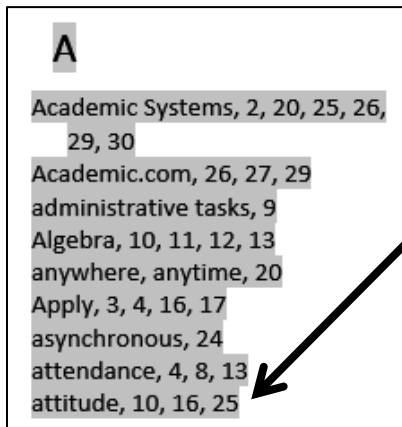 A
Academic Systems, 2, 20, 25, 26,
29, 30
Academic.com, 26, 27, 29
administrative tasks, 9
Algebra, 10, 11, 12, 13
anywhere, anytime, 20
Apply, 3, 4, 16, 17
asynchronous, 24
attendance, 4, 8, 13
attitude, 10, 16, 25